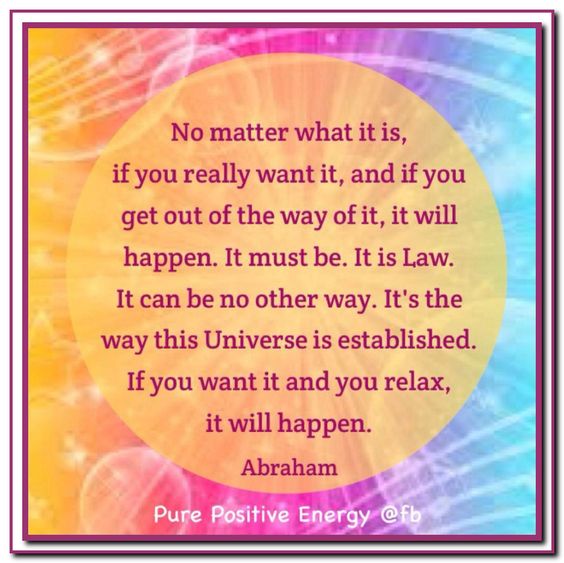 No matter what it is,
if you really want it, and if you
get out of the way of it, it will
happen. It must be. It is Law.
It can be no other way. It's the
way this Universe is established.
If you want it and you relax,
it will happen.
Abraham
Pure Positive Energy @fb